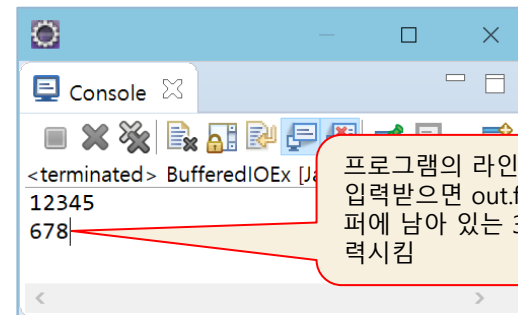 Console
<terminated> BufferedIOEx [Ja
12345
678
프로그램의 라인
입력받으면 out.f
퍼에 남아 있는 3
력시킴